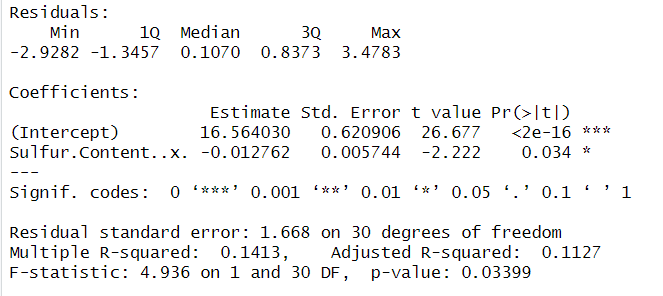 Residuals:
    Min      1Q  Median      3Q     Max
-2.9282 -1.3457  0.1070  0.8373  3.4783
Coefficients:
                    Estimate Std. Error t value Pr(>|t|)
(Intercept)        16.564030   0.620906  26.677   <2e-16 ***
Sulfur.Content..x. -0.012762   0.005744  -2.222    0.034 *
---
Signif. codes:  0 ‘***’ 0.001 ‘**’ 0.01 ‘*’ 0.05 ‘.’ 0.1 ‘ ’ 1
Residual standard error: 1.668 on 30 degrees of freedom
Multiple R-squared:  0.1413,    Adjusted R-squared:  0.1127
F-statistic: 4.936 on 1 and 30 DF,  p-value: 0.03399